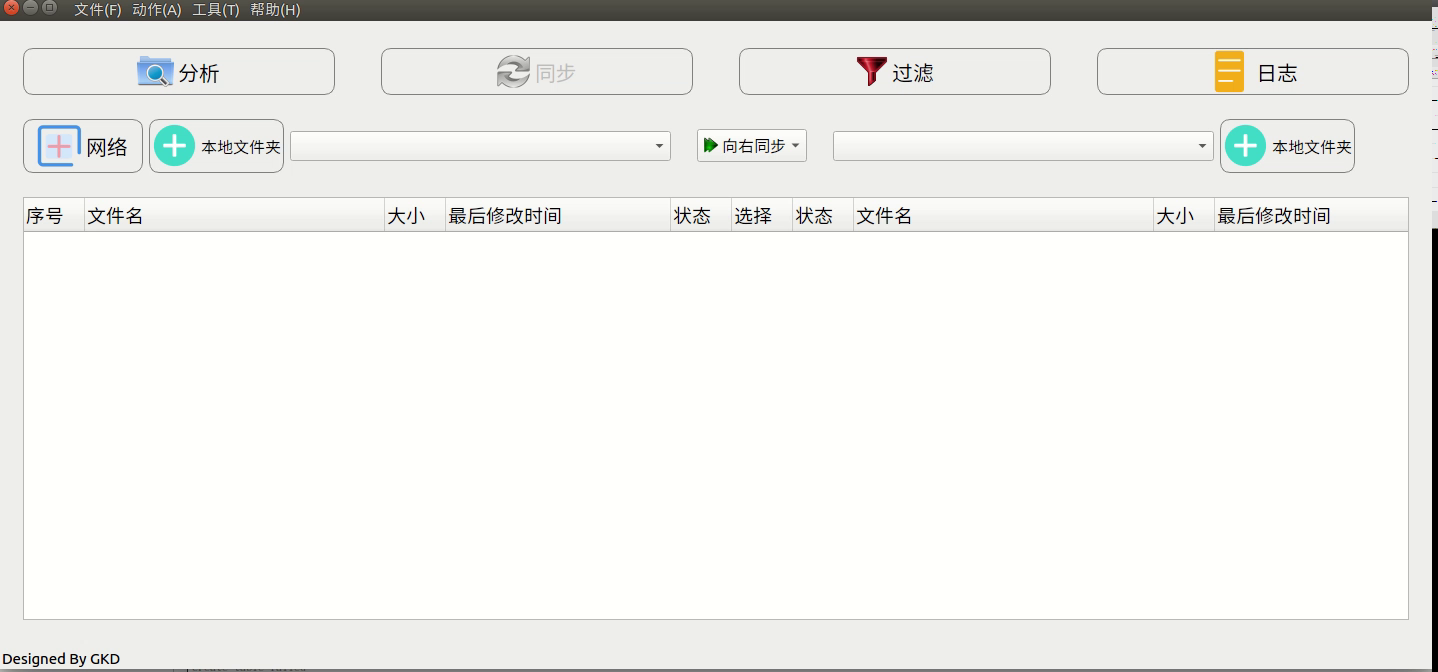 文件(F) 动作(A) 工具(T) 帮助(H)
分析 同步 过滤 日志
网络 本地文件夹 向右同步 本地文件夹
序号 文件名 大小 最后修改时间 状态 选择 状态 文件名 大小 最后修改时间
Designed By GKD